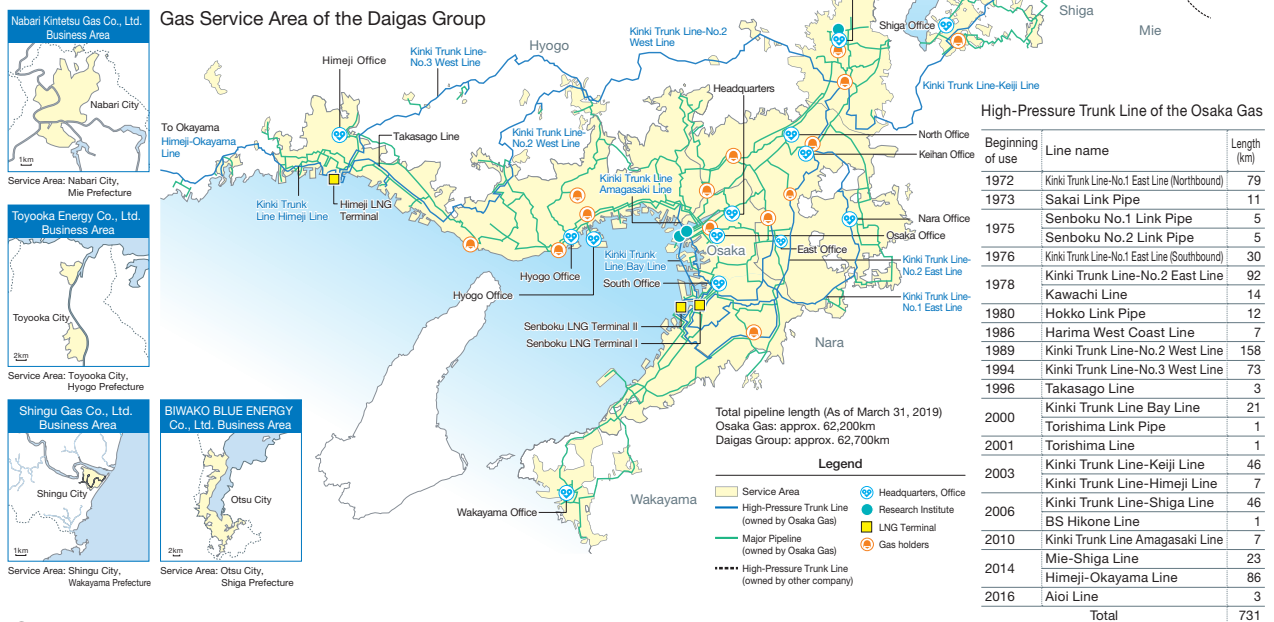 Nabari Kintetsu Gas Co., Ltd.
Business Area
Nabari City
1km
Service Area: Nabari City,
Mie Prefecture
Toyooka Energy Co., Ltd.
Business Area
Toyooka City
2km
Service Area: Toyooka City,
Hyogo Prefecture
Shingu Gas Co., Ltd.
Business Area
Shingu City
1km
Service Area: Shingu City,
Wakayama Prefecture
BIWAKO BLUE ENERGY
Co., Ltd. Business Area
Otsu City
2km
Service Area: Otsu City,
Shiga Prefecture
Gas Service Area of the Daigas Group
Hyogo
Kinki Trunk Line-
No.3 West Line
Kinki Trunk Line-No.2
West Line
Himeji Office
Shiga Office
Shiga
Mie
Kinki Trunk Line-Keiji Line
Headquarters
To Okayama
Himeji-Okayama
Line
Takasago Line
Kinki Trunk Line-
No.2 West Line
North Office
Keihan Office
Kinki Trunk
Line Himeji Line
Himeji LNG
Terminal
Kinki Trunk Line
Amagasaki Line
Nara Office
Osaka Office
Osaka
East Office
Hyogo Office
Kinki Trunk
Line Bay Line
Kinki Trunk Line-
No.2 East Line
Hyogo Office
South Office
Kinki Trunk Line-
No.1 East Line
Senboku LNG Terminal II
Senboku LNG Terminal I
Nara
Wakayama
Wakayama Office
Total pipeline length (As of March 31, 2019)
Osaka Gas: approx. 62,200km
Daigas Group: approx. 62,700km
Legend
Service Area
High-Pressure Trunk Line
(owned by Osaka Gas)
Major Pipeline
(owned by Osaka Gas)
High-Pressure Trunk Line
(owned by other company)
Headquarters, Office
Research Institute
LNG Terminal
Gas holders
High-Pressure Trunk Line of the Osaka Gas
Beginning of use Line name Length (km)
1972 Kinki Trunk Line-No.1 East Line (Northbound) 79
1973 Sakai Link Pipe 11
1975 Senboku No.1 Link Pipe 5
Senboku No.2 Link Pipe 5
1976 Kinki Trunk Line-No.1 East Line (Southbound) 30
1978 Kinki Trunk Line-No.2 East Line 92
Kawachi Line 14
1980 Hokko Link Pipe 12
1986 Harima West Coast Line 7
1989 Kinki Trunk Line-No.2 West Line 158
1994 Kinki Trunk Line-No.3 West Line 73
1996 Takasago Line 3
2000 Kinki Trunk Line Bay Line 21
Torishima Link Pipe 1
2001 Torishima Line 1
2003 Kinki Trunk Line-Keiji Line 46
Kinki Trunk Line-Himeji Line 7
2006 Kinki Trunk Line-Shiga Line 46
BS Hikone Line 1
2010 Kinki Trunk Line Amagasaki Line 7
2014 Mie-Shiga Line 23
Himeji-Okayama Line 86
2016 Aioi Line 3
Total 731